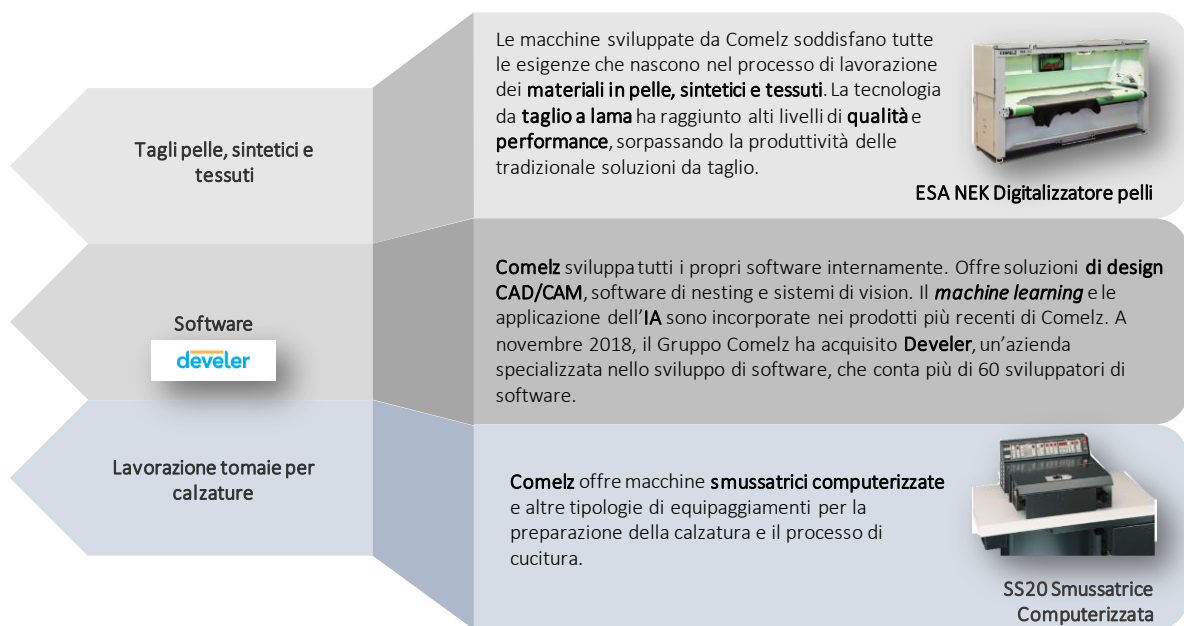 Tagli pelle, sintetici e
tessuti
Le macchine sviluppate da Comelz soddisfano tutte
le esigenze che nascono nel processo di lavorazione
dei materiali in pelle, sintetici e tessuti. La tecnologia
da taglio a lama ha raggiunto alti livelli di qualità e
performance, sorpassando la produttività delle
tradizionale soluzioni da taglio.
ESA NEK Digitalizzatore pelli
Software
develer
Comelz sviluppa tutti i propri software internamente. Offre soluzioni di design
CAD/CAM, software di nesting e sistemi di vision. Il machine learning e le
applicazione dell’IA sono incorporate nei prodotti più recenti di Comelz. A
novembre 2018, il Gruppo Comelz ha acquisito Develer, un’azienda
specializzata nello sviluppo di software, che conta più di 60 sviluppatori di
software.
Lavorazione tomaie per
calzature
Comelz offre macchine smussatrici computerizzate
e altre tipologie di equipaggiamenti per la
preparazione della calzatura e il processo di
cucitura.
SS20 Smussatrice
Computerizzata